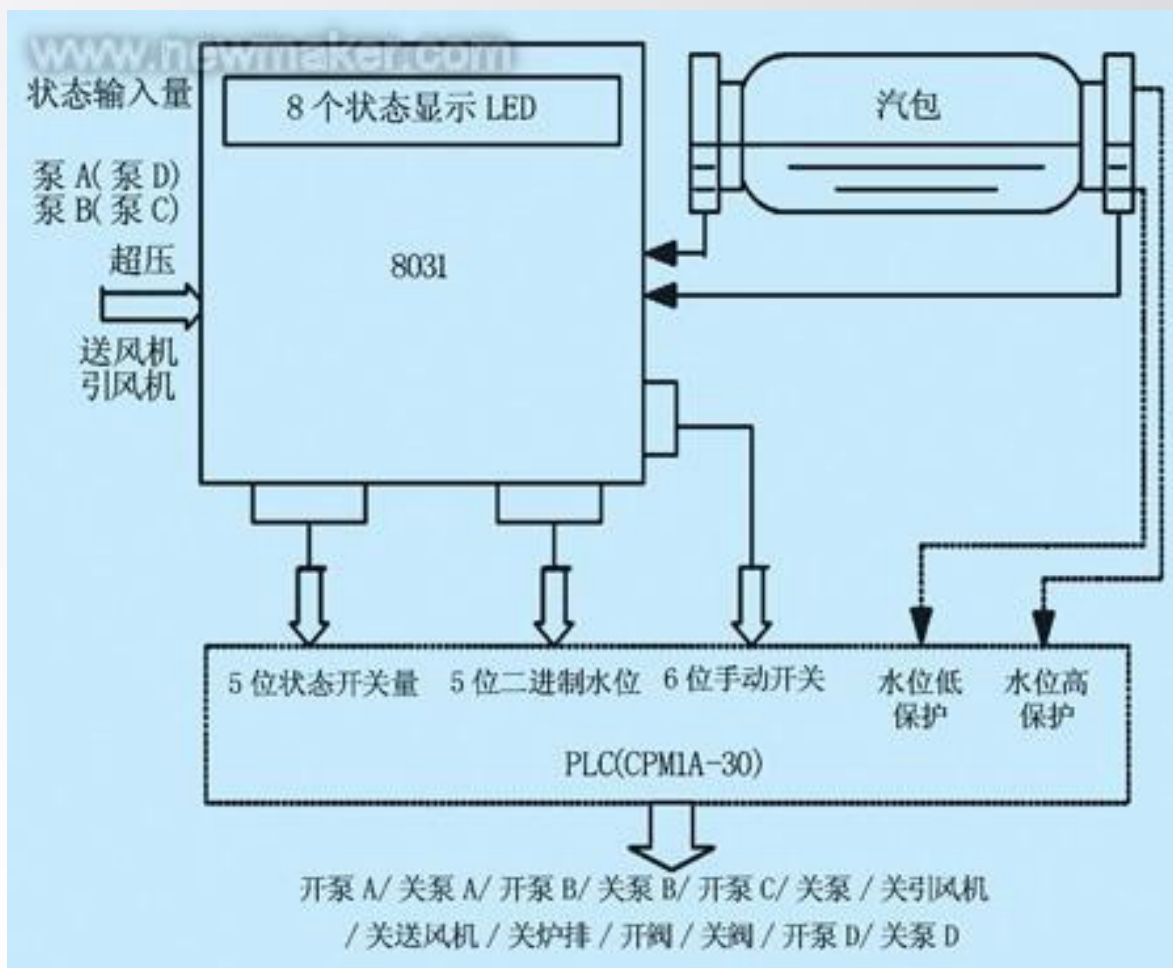 www.newmaker.com
状态输入量
8 个状态显示 LED
汽包
泵 A( 泵 D)
泵 B( 泵 C)
超压
8031
送风机
引风机
5 位状态开关量
5 位二进制水位
6 位手动开关
水位低
保护
水位高
保护
PLC(CPM1A-30)
开泵 A/ 关泵 A/ 开泵 B/ 关泵 B/ 开泵 C/ 关泵 / 关引风机
/ 关送风机 / 关炉排 / 开阀 / 关阀 / 开泵 D/ 关泵 D